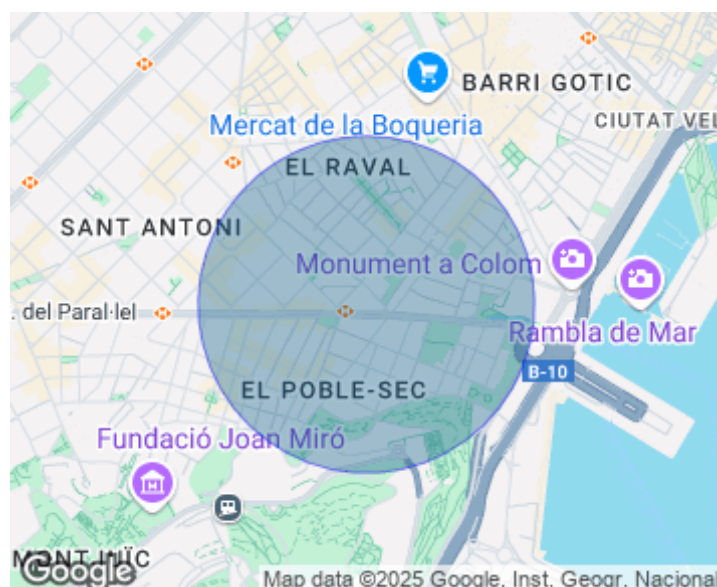 BARRI GOTIC
CIUTAT VEL
Mercat de la Boqueria
EL RAVAL
SANT ANTONI
Monument a Colom
. del Paral·lel
Rambla de Mar
B-10
EL POBLE-SEC
Fundació Joan Miró
MONTJUÏC
Google
Map data ©2025 Google, Inst. Geogr. Nacional